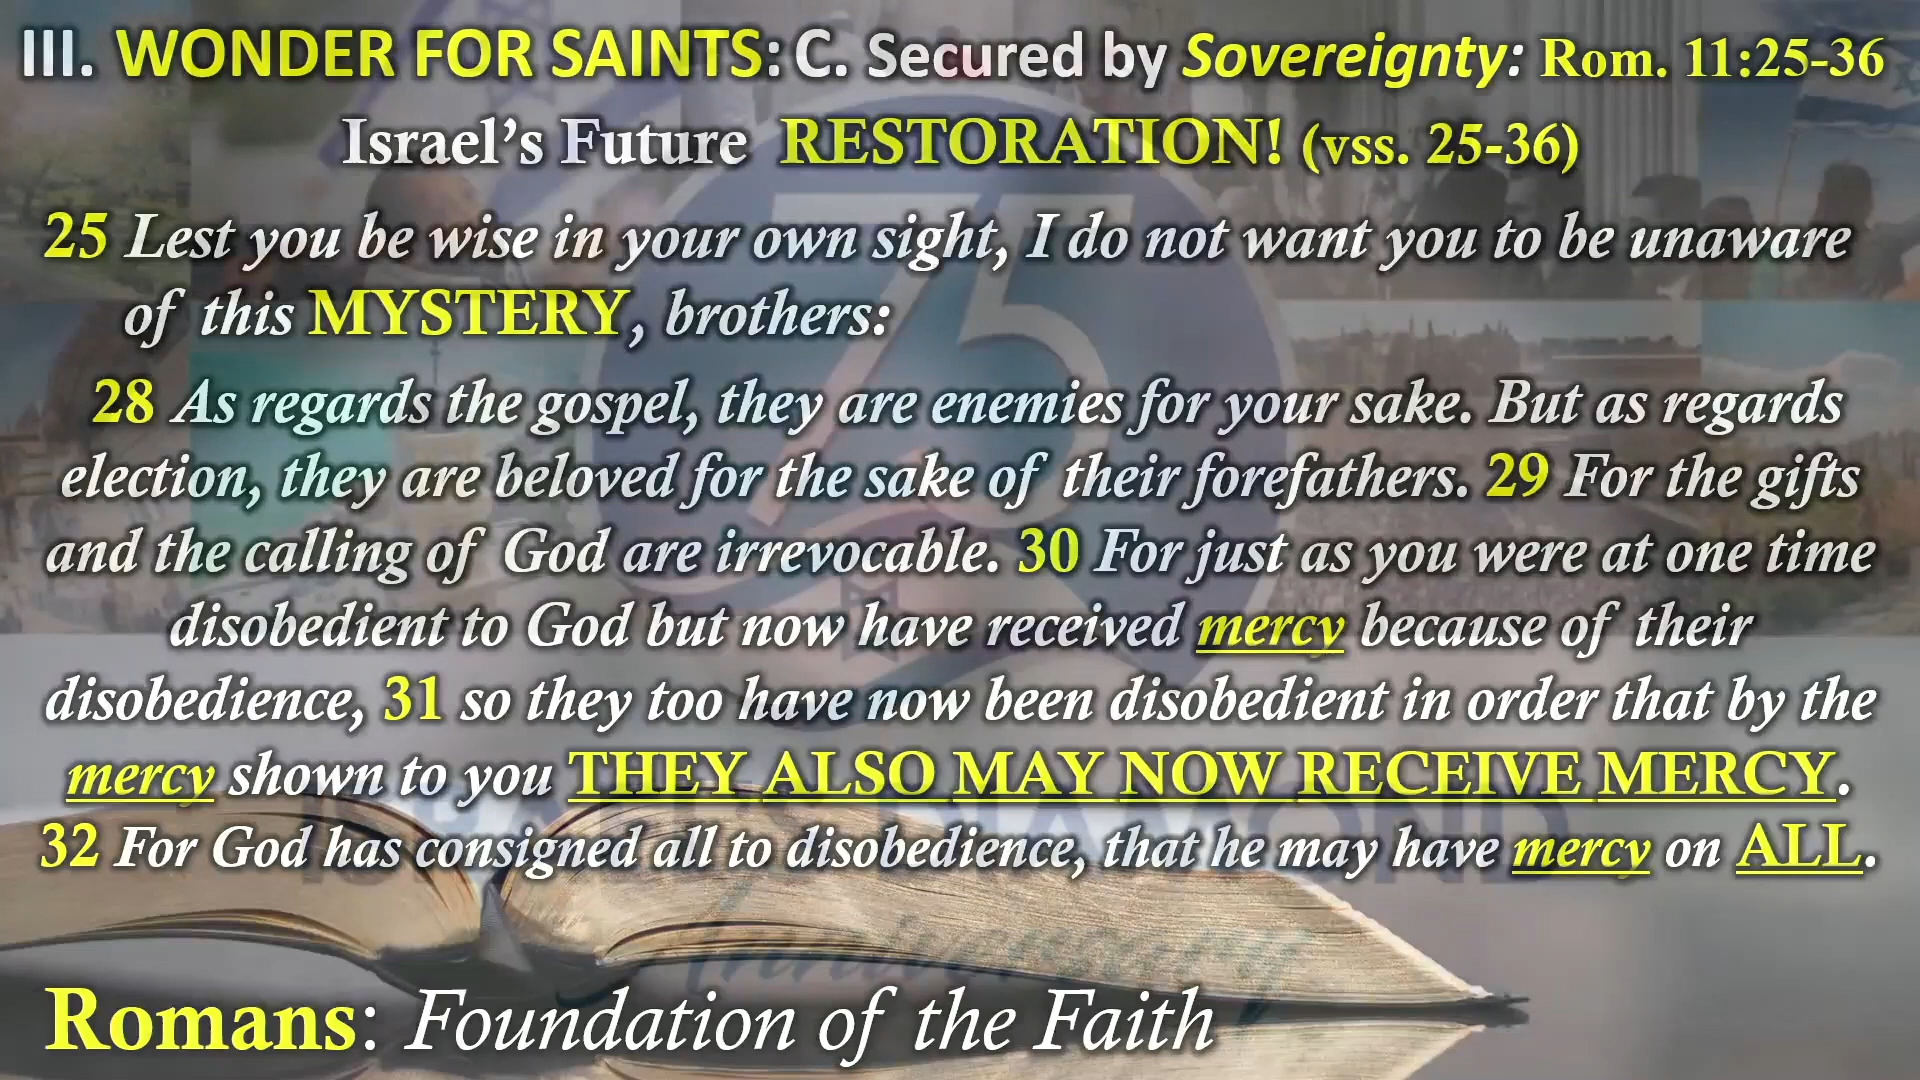 III. WONDER FOR SAINTS: C. Secured by Sovereignty: Rom. 11:25-36
Israel’s Future RESTORATION! (vss. 25-36)
25 Lest you be wise in your own sight, I do not want you to be unaware
of this MYSTERY, brothers:
28 As regards the gospel, they are enemies for your sake. But as regards
election, they are beloved for the sake of their forefathers. 29 For the gifts
and the calling of God are irrevocable. 30 For just as you were at one time
disobedient to God but now have received mercy because of their
disobedience, 31 so they too have now been disobedient in order that by the
mercy shown to you THEY ALSO MAY NOW RECEIVE MERCY.
32 For God has consigned all to disobedience, that he may have mercy on ALL.
Romans: Foundation of the Faith
75
DIAMOND
Anniversary